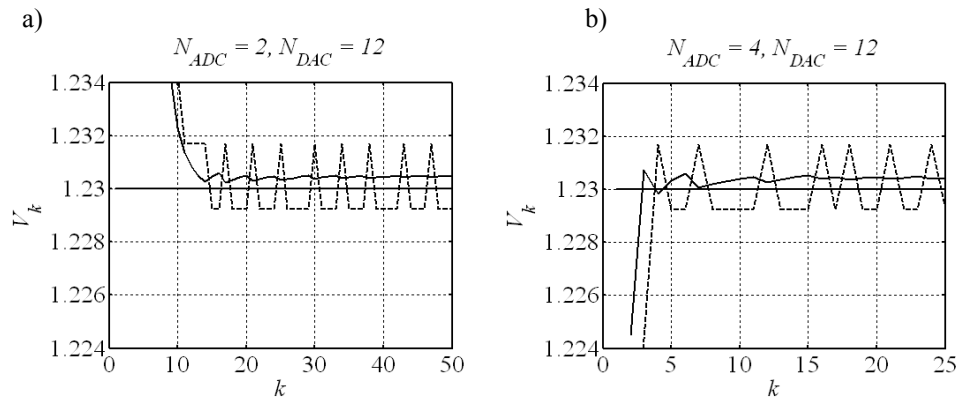 a)
N_ADC = 2, N_DAC = 12
V_k
1.234
1.232
1.23
1.228
1.226
1.224
0 10 20 30 40 50
k
b)
N_ADC = 4, N_DAC = 12
V_k
1.234
1.232
1.23
1.228
1.226
1.224
0 5 10 15 20 25
k